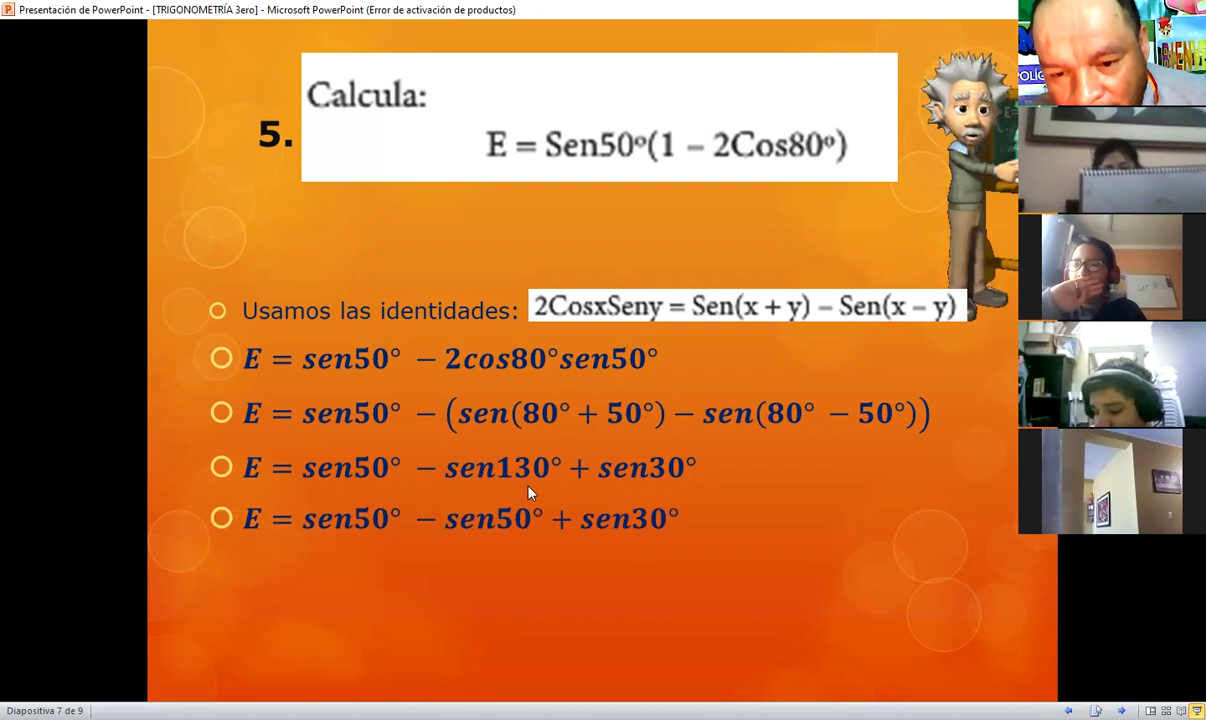 Presentación de PowerPoint - [TRIGONOMETRÍA 3ero] - Microsoft PowerPoint (Error de activación de productos)
Calcula:
5.
E = Sen50º(1 – 2Cos80º)
Usamos las identidades: 2CosxSeny = Sen(x + y) – Sen(x – y)
E = sen50° − 2cos80°sen50°
E = sen50° − (sen(80° + 50°) − sen(80° − 50°))
E = sen50° − sen130° + sen30°
E = sen50° − sen50° + sen30°
Diapositiva 7 de 9